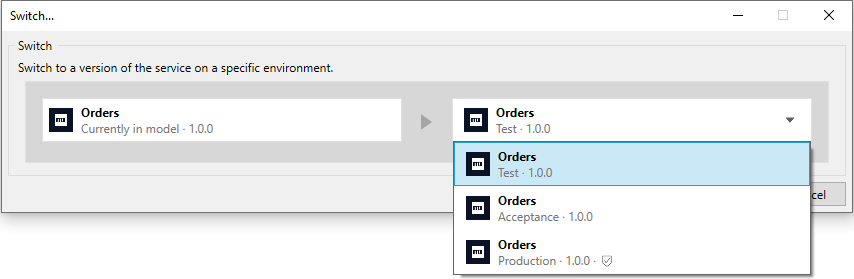 Switch...
Switch
Switch to a version of the service on a specific environment.
Orders
Currently in model · 1.0.0
Orders
Test · 1.0.0
Orders
Test · 1.0.0
Orders
Acceptance · 1.0.0
Orders
Production · 1.0.0 ·
cel